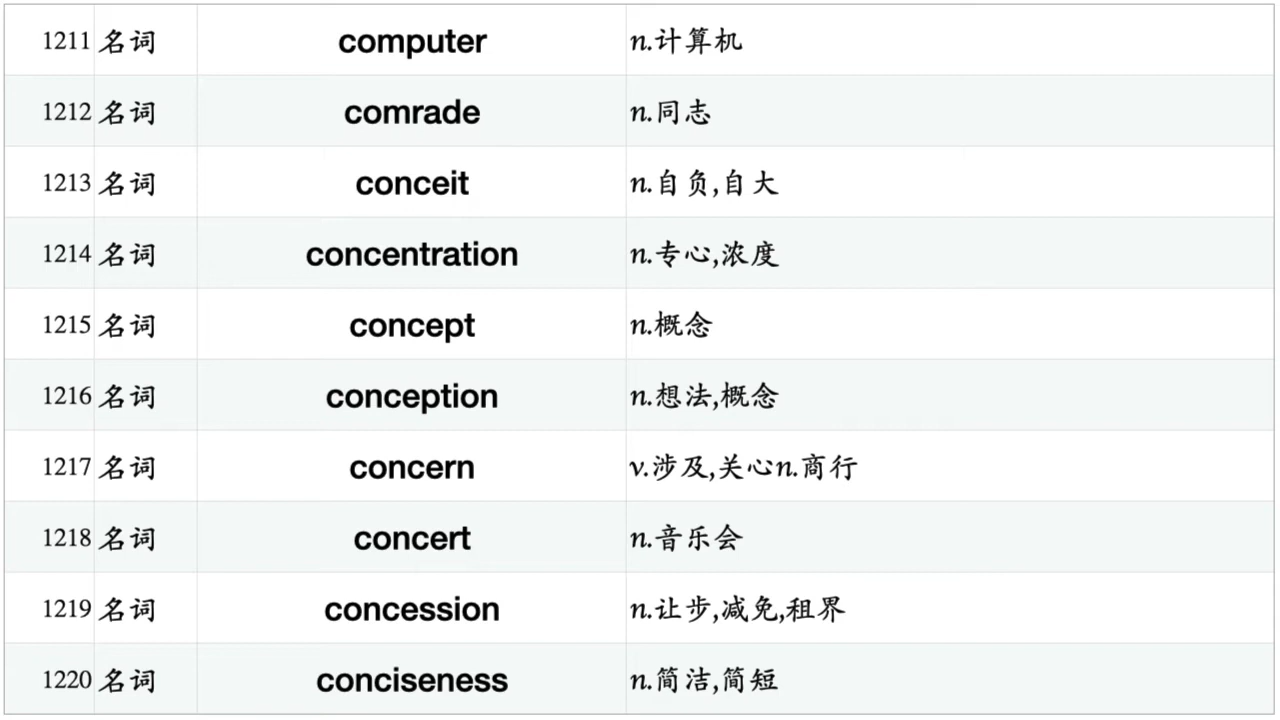 1211 名词 computer n.计算机
1212 名词 comrade n.同志
1213 名词 conceit n.自负,自大
1214 名词 concentration n.专心,浓度
1215 名词 concept n.概念
1216 名词 conception n.想法,概念
1217 名词 concern v.涉及,关心n.商行
1218 名词 concert n.音乐会
1219 名词 concession n.让步,减免,租界
1220 名词 conciseness n.简洁,简短